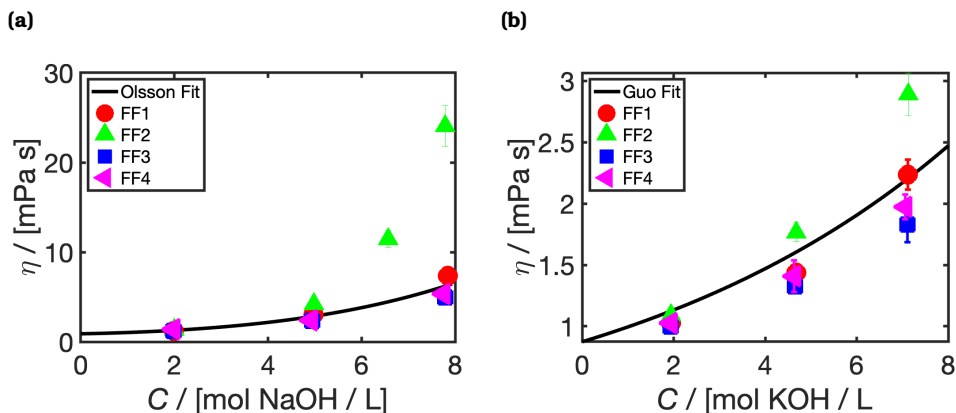 (a)
(b)
30
20
10
0
η / [mPa s]
Olsson Fit
FF1
FF2
FF3
FF4
0 2 4 6 8
C / [mol NaOH / L]
3
2.5
2
1.5
1
η / [mPa s]
Guo Fit
FF1
FF2
FF3
FF4
0 2 4 6 8
C / [mol KOH / L